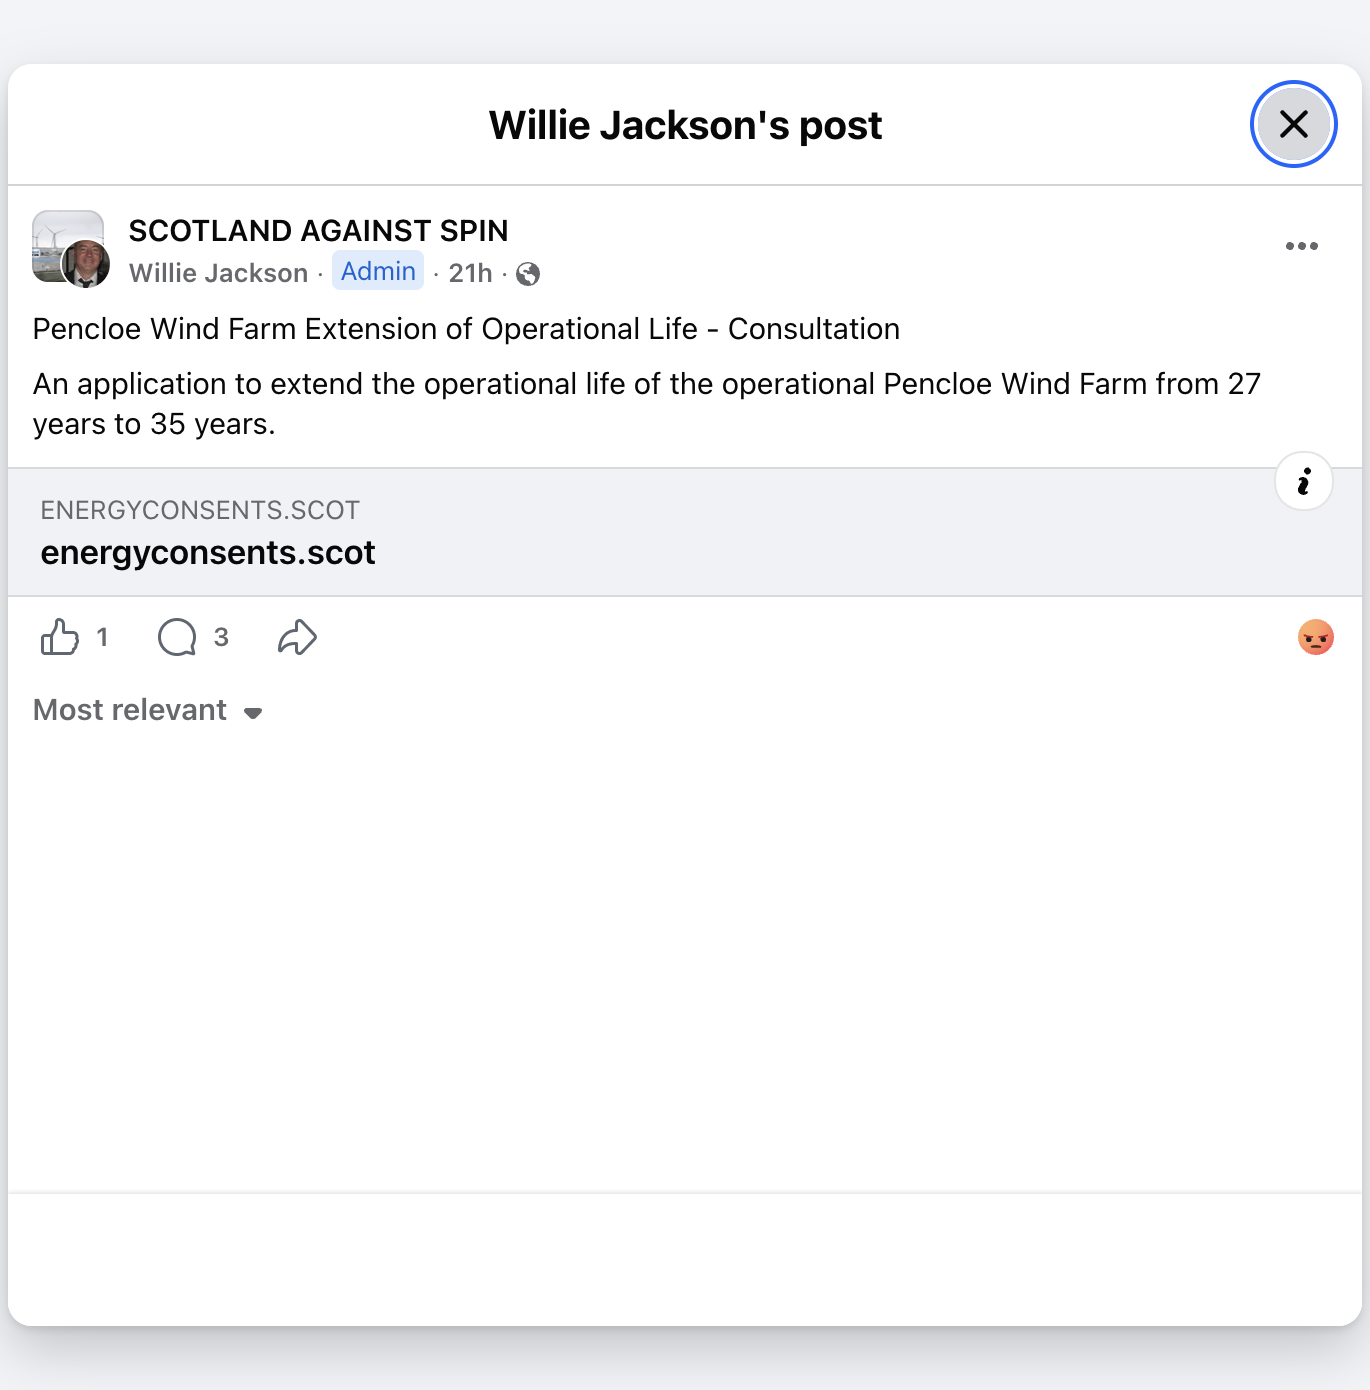 Willie Jackson's post
SCOTLAND AGAINST SPIN
Willie Jackson · Admin · 21h ·
Pencloe Wind Farm Extension of Operational Life - Consultation
An application to extend the operational life of the operational Pencloe Wind Farm from 27
years to 35 years.
ENERGYCONSENTS.SCOT
energyconsents.scot
1 3
Most relevant